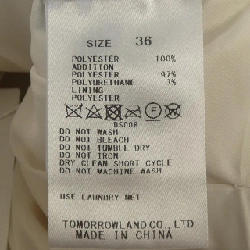 SIZE 36
POLYESTER 100%
ADDITION
POLYESTER 97%
POLYURETHANE 3%
LINING
POLYESTER
DO NOT WASH
DO NOT BLEACH
DO NOT TUMBLE DRY
DO NOT IRON
DRY CLEAN SHORT CYCLE
DO NOT MACHINE WASH
USE LAUNDRY NET
TOMORROWLAND CO., LTD
MADE IN CHINA